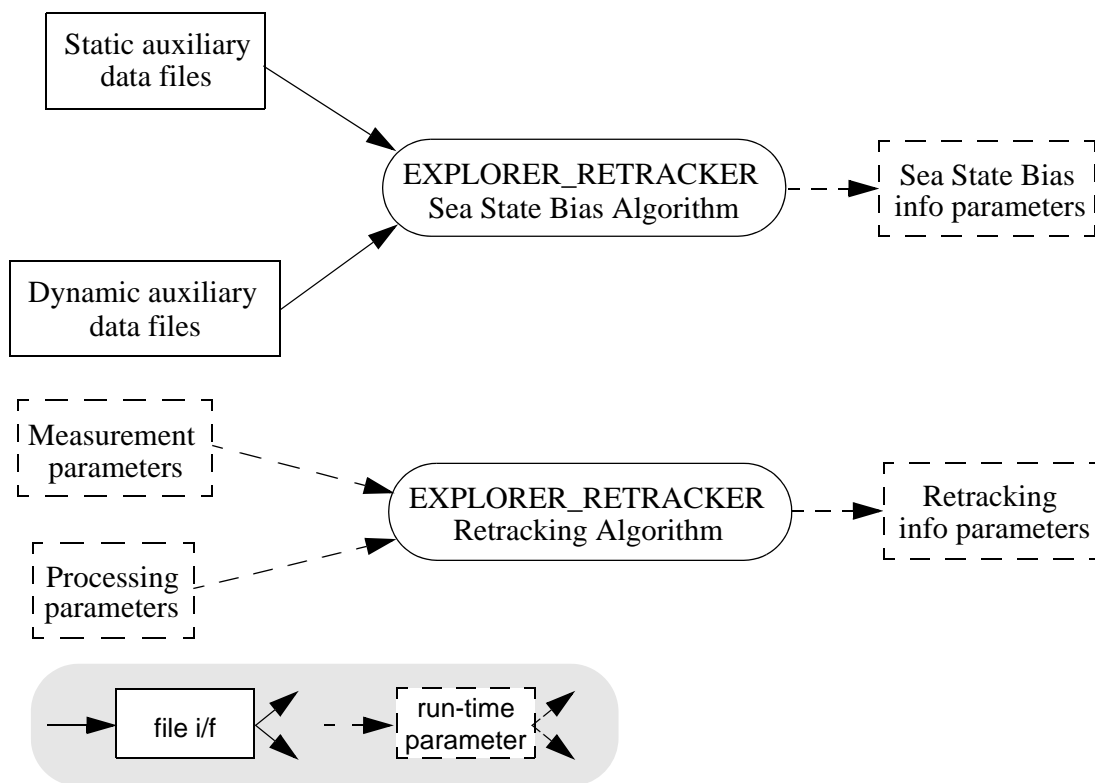 Static auxiliary
data files
EXPLORER_RETRACKER
Sea State Bias Algorithm
Sea State Bias
info parameters
Dynamic auxiliary
data files
Measurement
parameters
EXPLORER_RETRACKER
Retracking Algorithm
Retracking
info parameters
Processing
parameters
file i/f
run-time
parameter